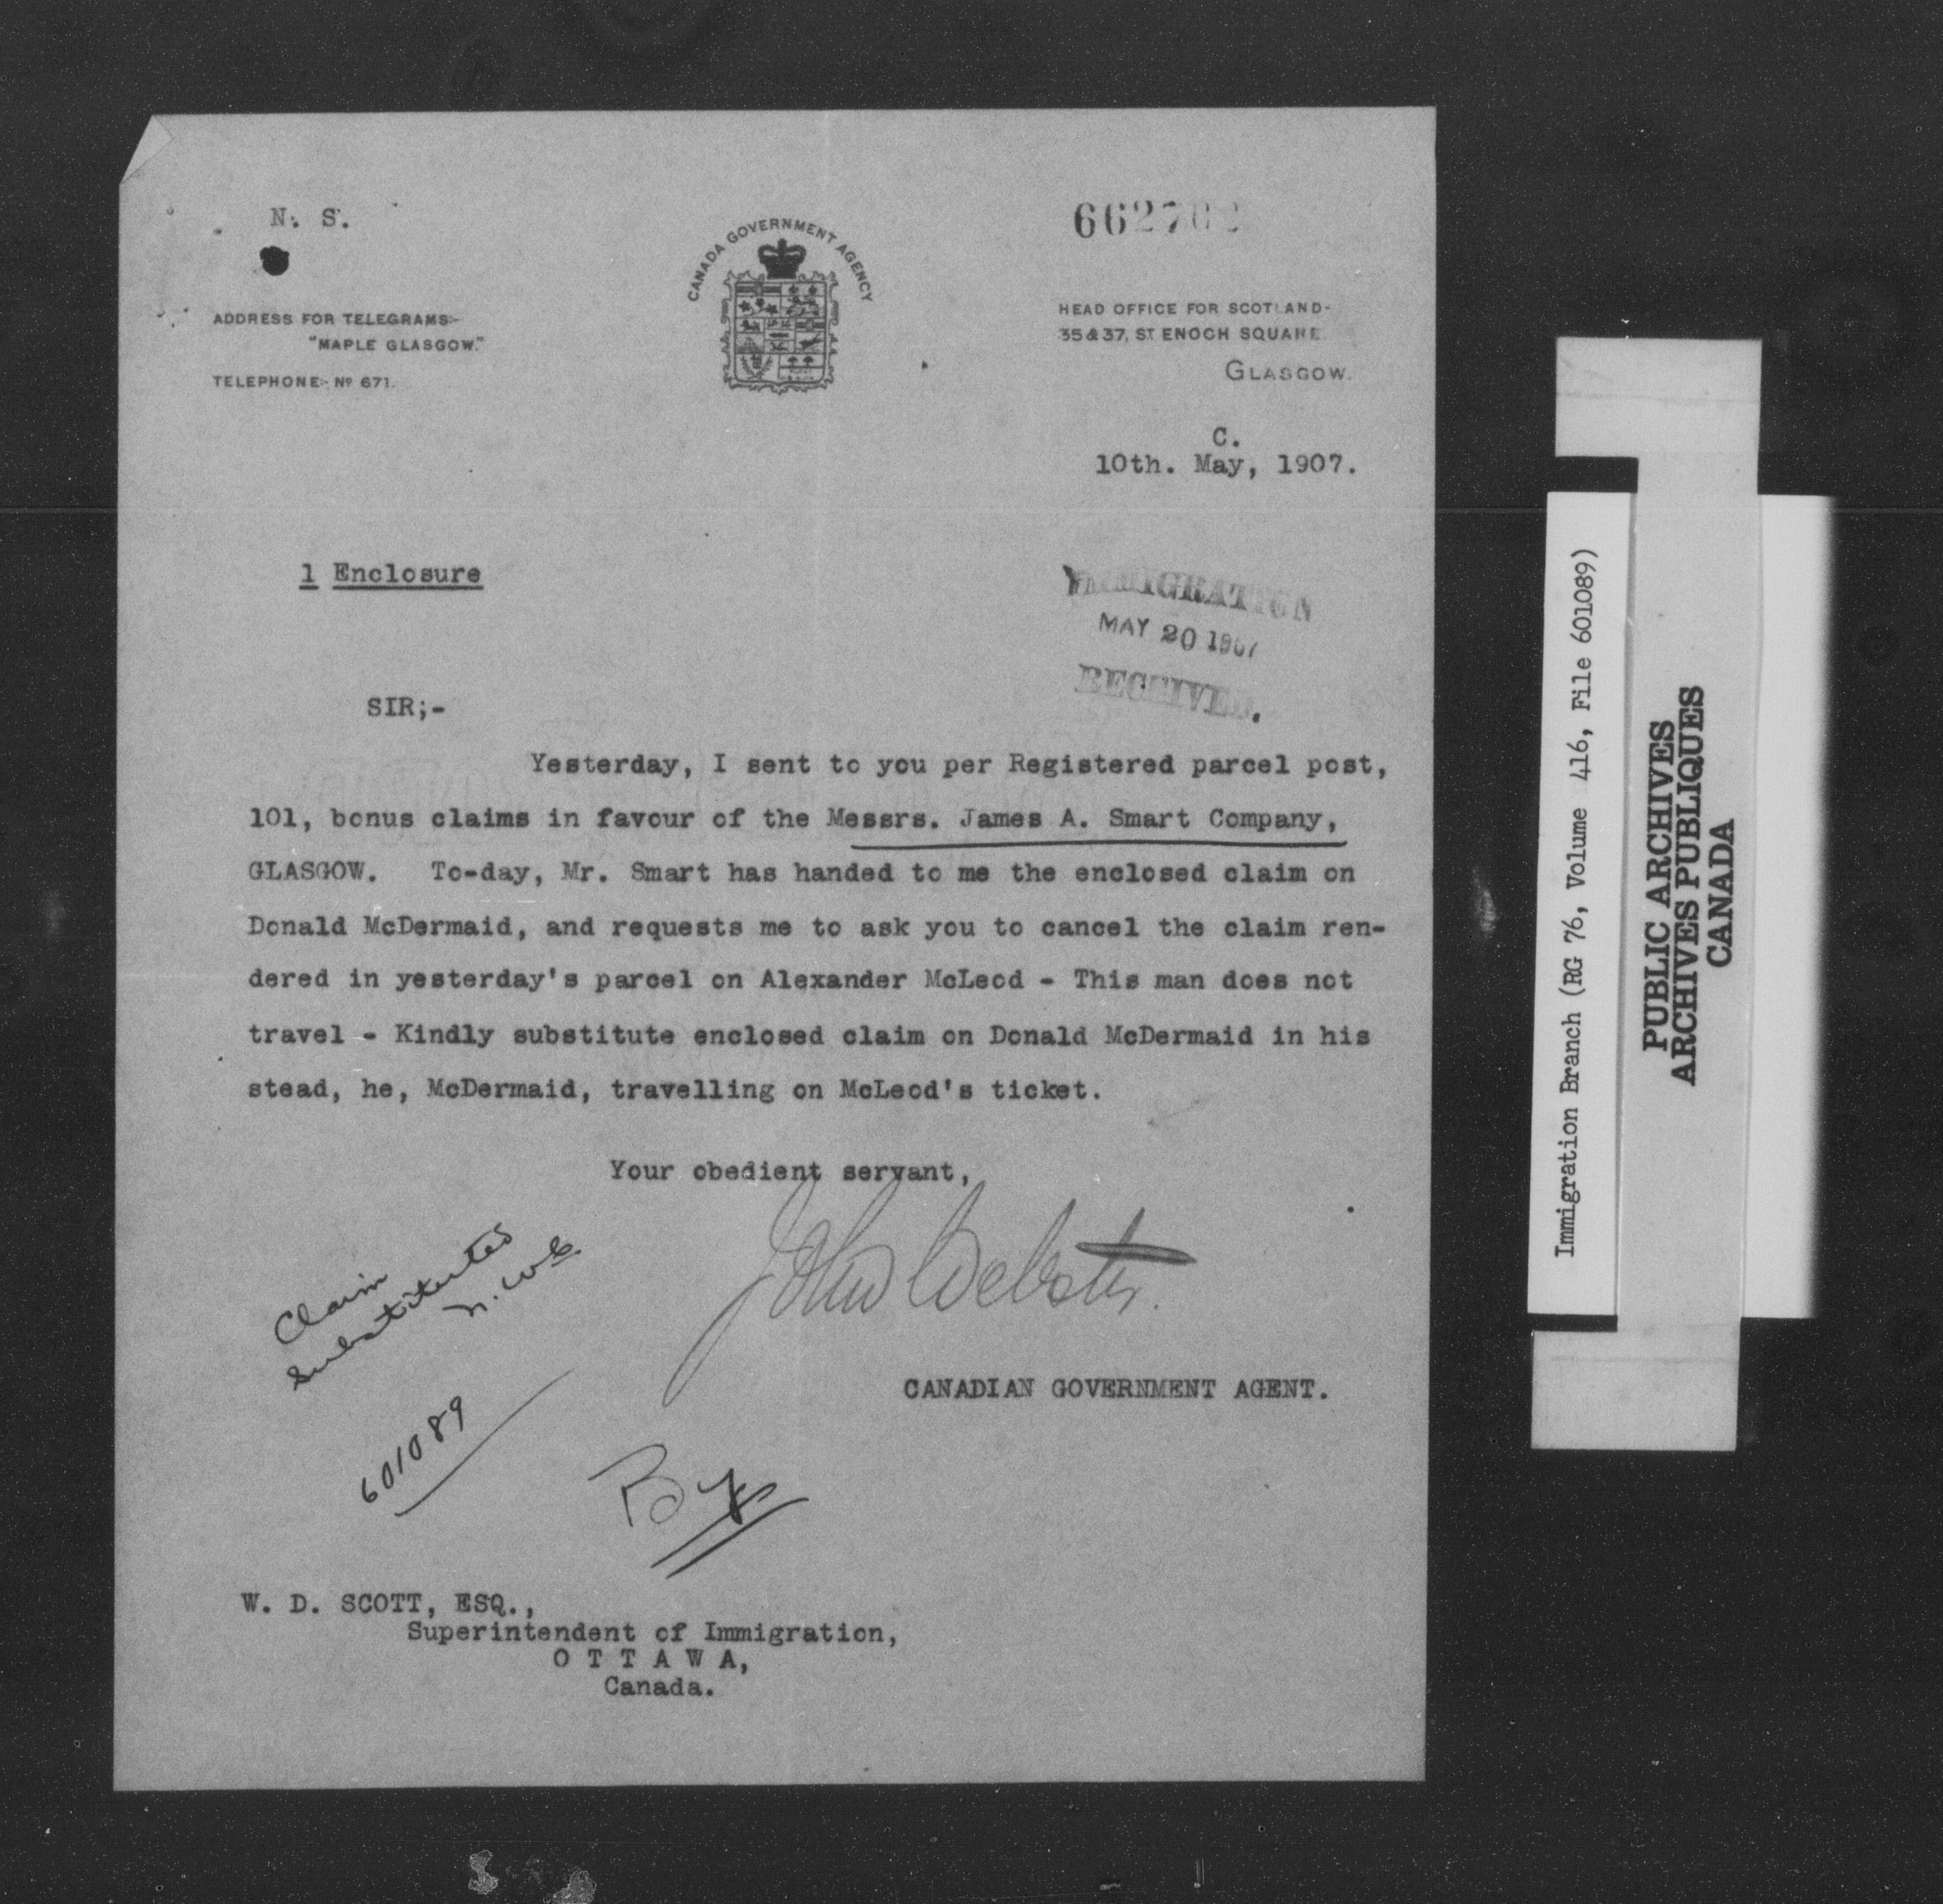 N. S.
662702
CANADA GOVERNMENT AGENCY
ADDRESS FOR TELEGRAMS:-
"MAPLE GLASGOW."
TELEPHONE:- No 671.
HEAD OFFICE FOR SCOTLAND-
35 & 37, ST ENOCH SQUARE
GLASGOW.
C.
10th. May, 1907.
1 Enclosure
IMMIGRATION
MAY 20 1907
RECEIVED.
SIR;-
Yesterday, I sent to you per Registered parcel post,
101, bonus claims in favour of the Messrs. James A. Smart Company,
GLASGOW. To-day, Mr. Smart has handed to me the enclosed claim on
Donald McDermaid, and requests me to ask you to cancel the claim ren-
dered in yesterday's parcel on Alexander McLeod - This man does not
travel - Kindly substitute enclosed claim on Donald McDermaid in his
stead, he, McDermaid, travelling on McLeod's ticket.
Your obedient servant,
John Webster.
CANADIAN GOVERNMENT AGENT.
Claim
substituted
601089
W. D. SCOTT, ESQ.,
Superintendent of Immigration,
O T T A W A,
Canada.
Immigration Branch (RG 76, Volume 416, File 601089)
PUBLIC ARCHIVES
ARCHIVES PUBLIQUES
CANADA